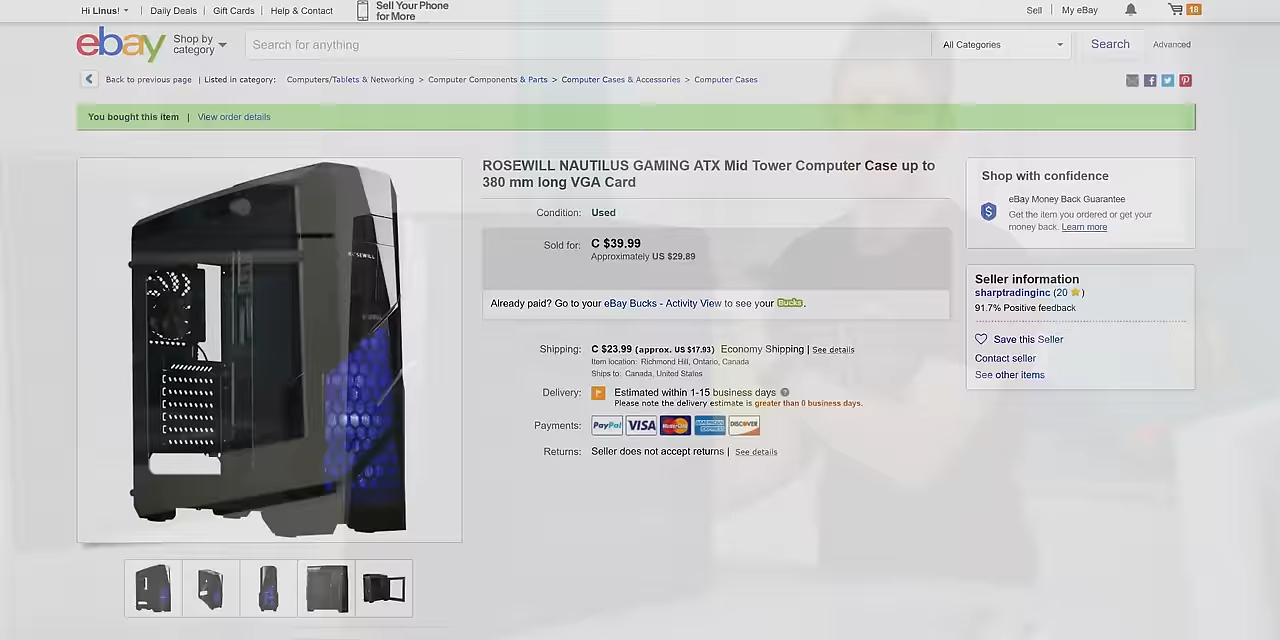 Hi Linus! | Daily Deals | Gift Cards | Help & Contact Sell Your Phone for More Sell | My eBay 18
ebay Shop by category Search for anything All Categories Search Advanced
Back to previous page | Listed in category: Computers/Tablets & Networking > Computer Components & Parts > Computer Cases & Accessories > Computer Cases
You bought this item | View order details
ROSEWILL
ROSEWILL NAUTILUS GAMING ATX Mid Tower Computer Case up to
380 mm long VGA Card
Condition: Used
Sold for: C $39.99
Approximately US $29.89
Already paid? Go to your eBay Bucks - Activity View to see your Bucks.
Shipping: C $23.99 (approx. US $17.93) Economy Shipping | See details
Item location: Richmond Hill, Ontario, Canada
Ships to: Canada, United States
Delivery: Estimated within 1-15 business days
Please note the delivery estimate is greater than 0 business days.
Payments: PayPal VISA MasterCard AMERICAN EXPRESS DISCOVER
Returns: Seller does not accept returns | See details
Shop with confidence
eBay Money Back Guarantee
Get the item you ordered or get your
money back. Learn more
Seller information
sharptradinginc (20 )
91.7% Positive feedback
Save this Seller
Contact seller
See other items